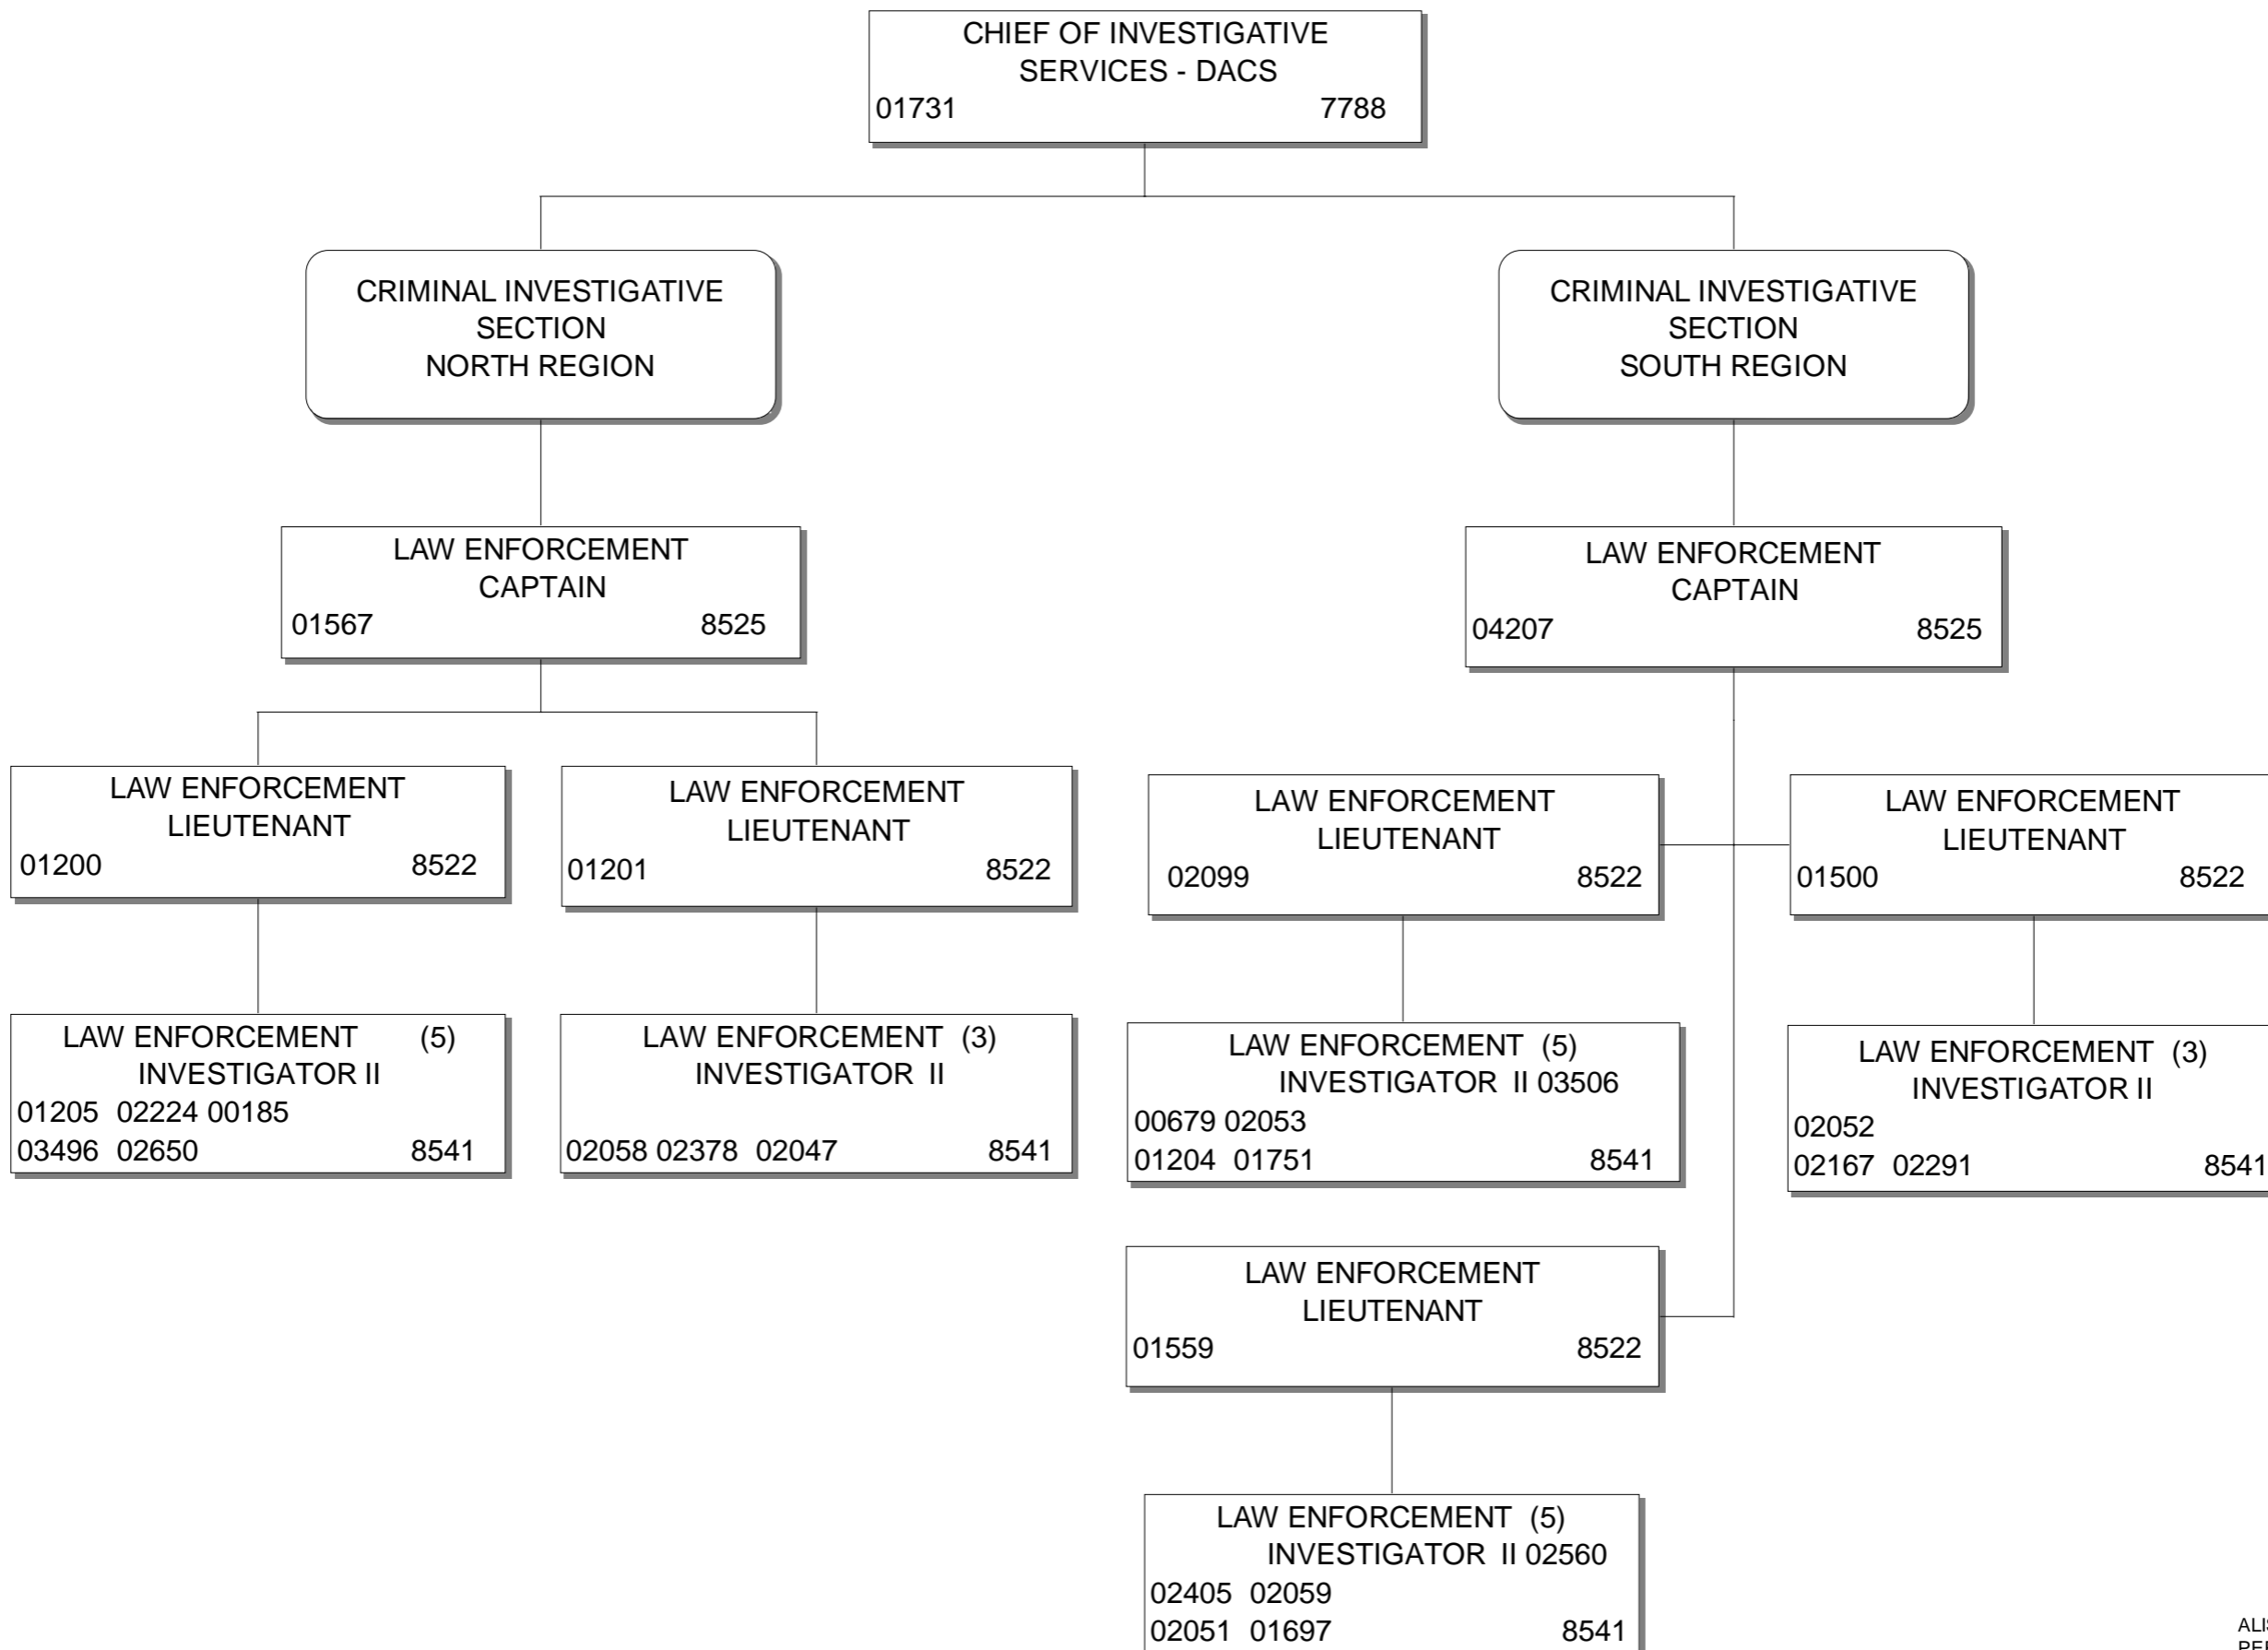 CHIEF OF INVESTIGATIVE
SERVICES - DACS
01731 7788
CRIMINAL INVESTIGATIVE
SECTION
NORTH REGION
CRIMINAL INVESTIGATIVE
SECTION
SOUTH REGION
LAW ENFORCEMENT
CAPTAIN
01567 8525
LAW ENFORCEMENT
CAPTAIN
04207 8525
LAW ENFORCEMENT
LIEUTENANT
01200 8522
LAW ENFORCEMENT
LIEUTENANT
01201 8522
LAW ENFORCEMENT
LIEUTENANT
02099 8522
LAW ENFORCEMENT
LIEUTENANT
01500 8522
LAW ENFORCEMENT (5)
INVESTIGATOR II
01205 02224 00185
03496 02650 8541
LAW ENFORCEMENT (3)
INVESTIGATOR II
02058 02378 02047 8541
LAW ENFORCEMENT (5)
INVESTIGATOR II 03506
00679 02053
01204 01751 8541
LAW ENFORCEMENT (3)
INVESTIGATOR II
02052
02167 02291 8541
LAW ENFORCEMENT
LIEUTENANT
01559 8522
LAW ENFORCEMENT (5)
INVESTIGATOR II 02560
02405 02059
02051 01697 8541